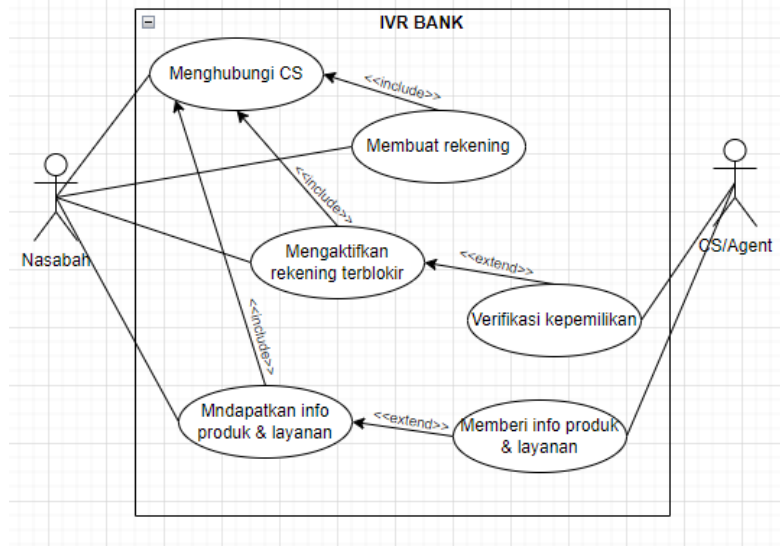 IVR BANK
Menghubungi CS
<<include>>
Membuat rekening
<<include>>
Nasabah
CS/Agent
Mengaktifkan
rekening terblokir
<<extend>>
Verifikasi kepemilikan
<<include>>
Mndapatkan info
produk & layanan
<<extend>>
Memberi info produk
& layanan